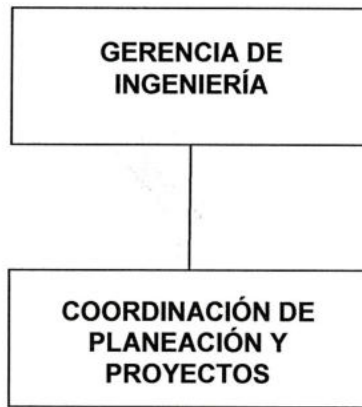 GERENCIA DE
INGENIERÍA
COORDINACIÓN DE
PLANEACIÓN Y
PROYECTOS